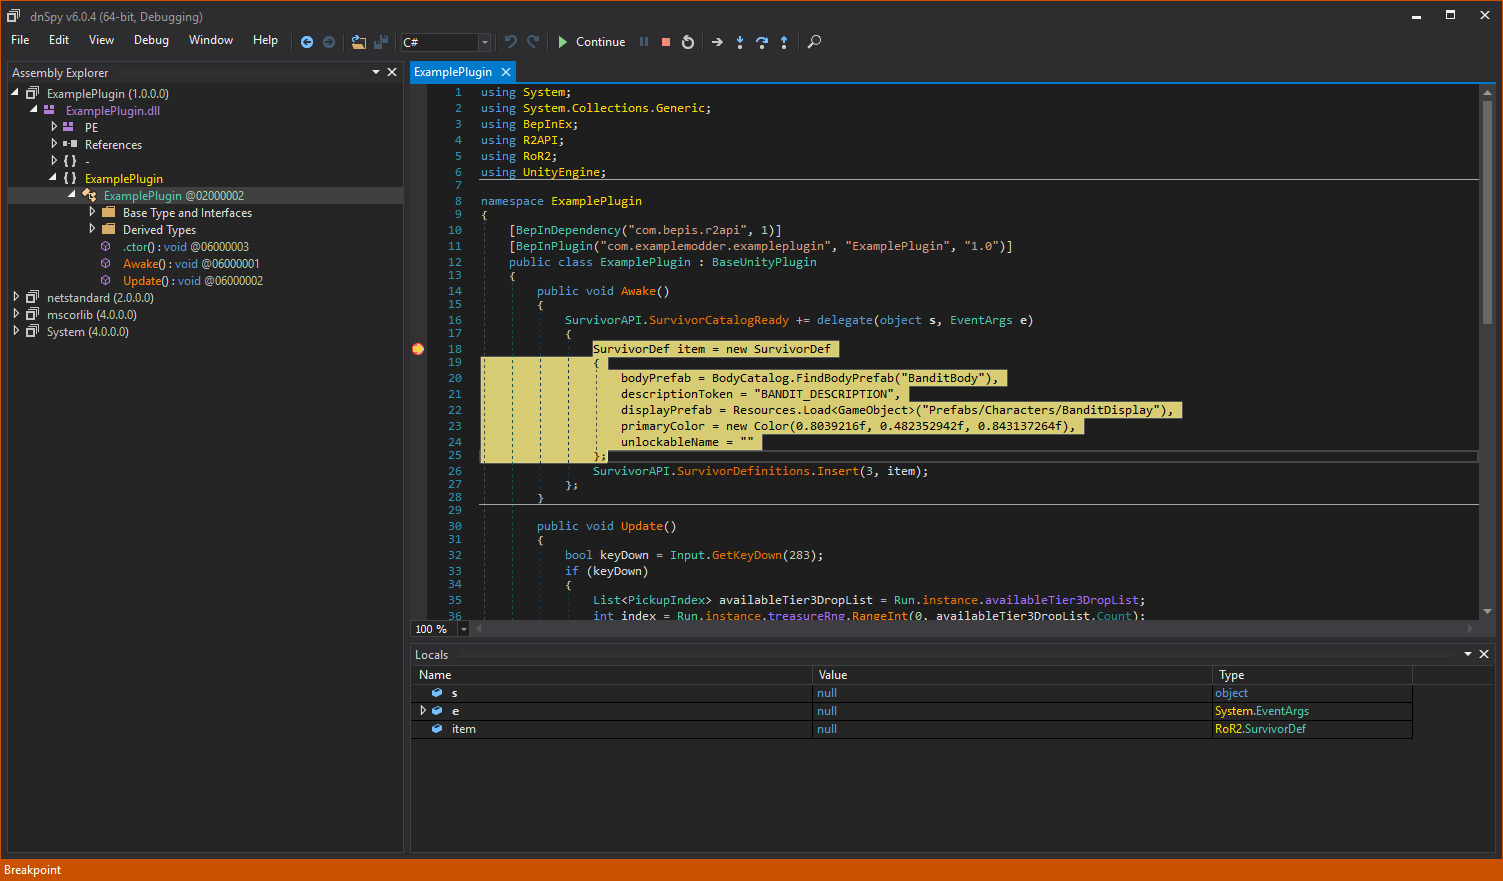 dnSpy v6.0.4 (64-bit, Debugging)
File Edit View Debug Window Help C# Continue
Assembly Explorer
ExamplePlugin (1.0.0.0)
ExamplePlugin.dll
PE
References
{ } -
{ } ExamplePlugin
ExamplePlugin @02000002
Base Type and Interfaces
Derived Types
.ctor() : void @06000003
Awake() : void @06000001
Update() : void @06000002
netstandard (2.0.0.0)
mscorlib (4.0.0.0)
System (4.0.0.0)
ExamplePlugin
1 using System;
2 using System.Collections.Generic;
3 using BepInEx;
4 using R2API;
5 using RoR2;
6 using UnityEngine;
7
8 namespace ExamplePlugin
9 {
10 [BepInDependency("com.bepis.r2api", 1)]
11 [BepInPlugin("com.examplemodder.exampleplugin", "ExamplePlugin", "1.0")]
12 public class ExamplePlugin : BaseUnityPlugin
13 {
14 public void Awake()
15 {
16 SurvivorAPI.SurvivorCatalogReady += delegate(object s, EventArgs e)
17 {
18 SurvivorDef item = new SurvivorDef
19 {
20 bodyPrefab = BodyCatalog.FindBodyPrefab("BanditBody"),
21 descriptionToken = "BANDIT_DESCRIPTION",
22 displayPrefab = Resources.Load<GameObject>("Prefabs/Characters/BanditDisplay"),
23 primaryColor = new Color(0.8039216f, 0.482352942f, 0.843137264f),
24 unlockableName = ""
25 };
26 SurvivorAPI.SurvivorDefinitions.Insert(3, item);
27 };
28 }
29
30 public void Update()
31 {
32 bool keyDown = Input.GetKeyDown(283);
33 if (keyDown)
34 {
35 List<PickupIndex> availableTier3DropList = Run.instance.availableTier3DropList;
36 int index = Run.instance.treasureRng.RangeInt(0, availableTier3DropList.Count);
100 %
Locals
Name Value Type
s null object
e null System.EventArgs
item null RoR2.SurvivorDef
Breakpoint